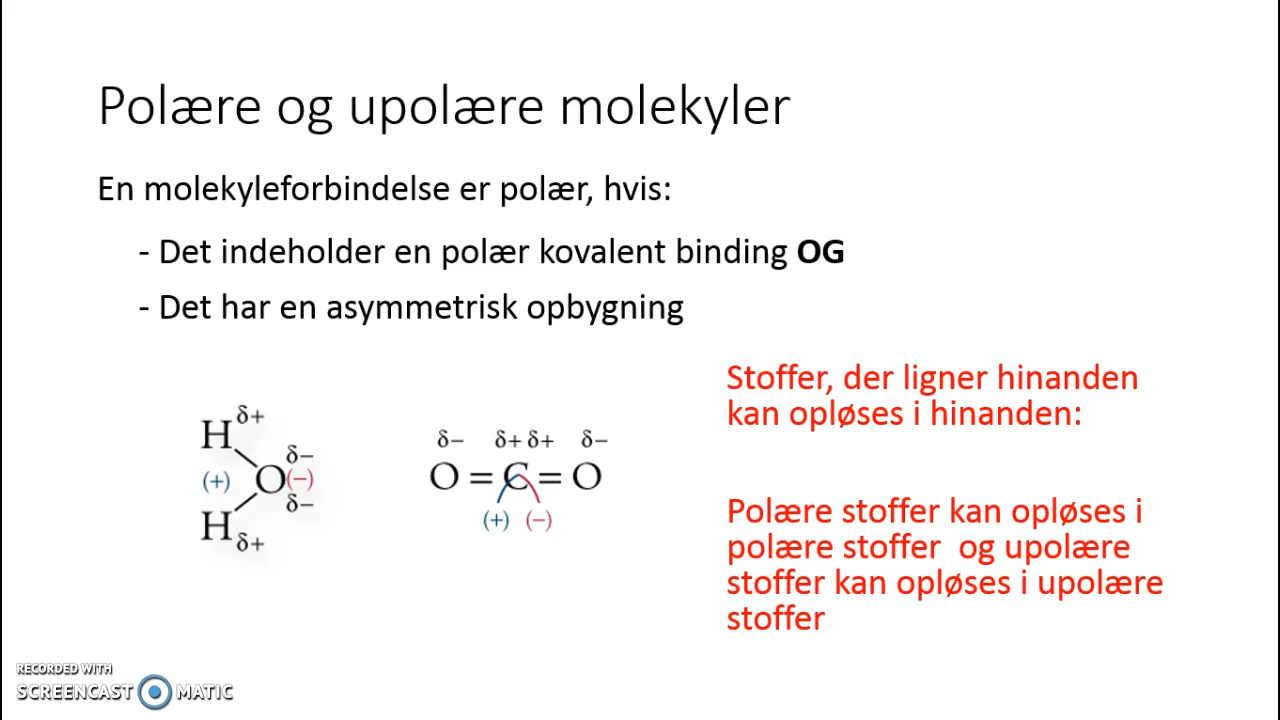 Polære og upolære molekyler
En molekyleforbindelse er polær, hvis:
- Det indeholder en polær kovalent binding OG
- Det har en asymmetrisk opbygning
H δ+
δ−
(+) O (−)
δ−
H δ+
δ− δ+ δ+ δ−
O = C = O
(+) (−)
Stoffer, der ligner hinanden
kan opløses i hinanden:
Polære stoffer kan opløses i
polære stoffer og upolære
stoffer kan opløses i upolære
stoffer
RECORDED WITH
SCREENCAST MATIC